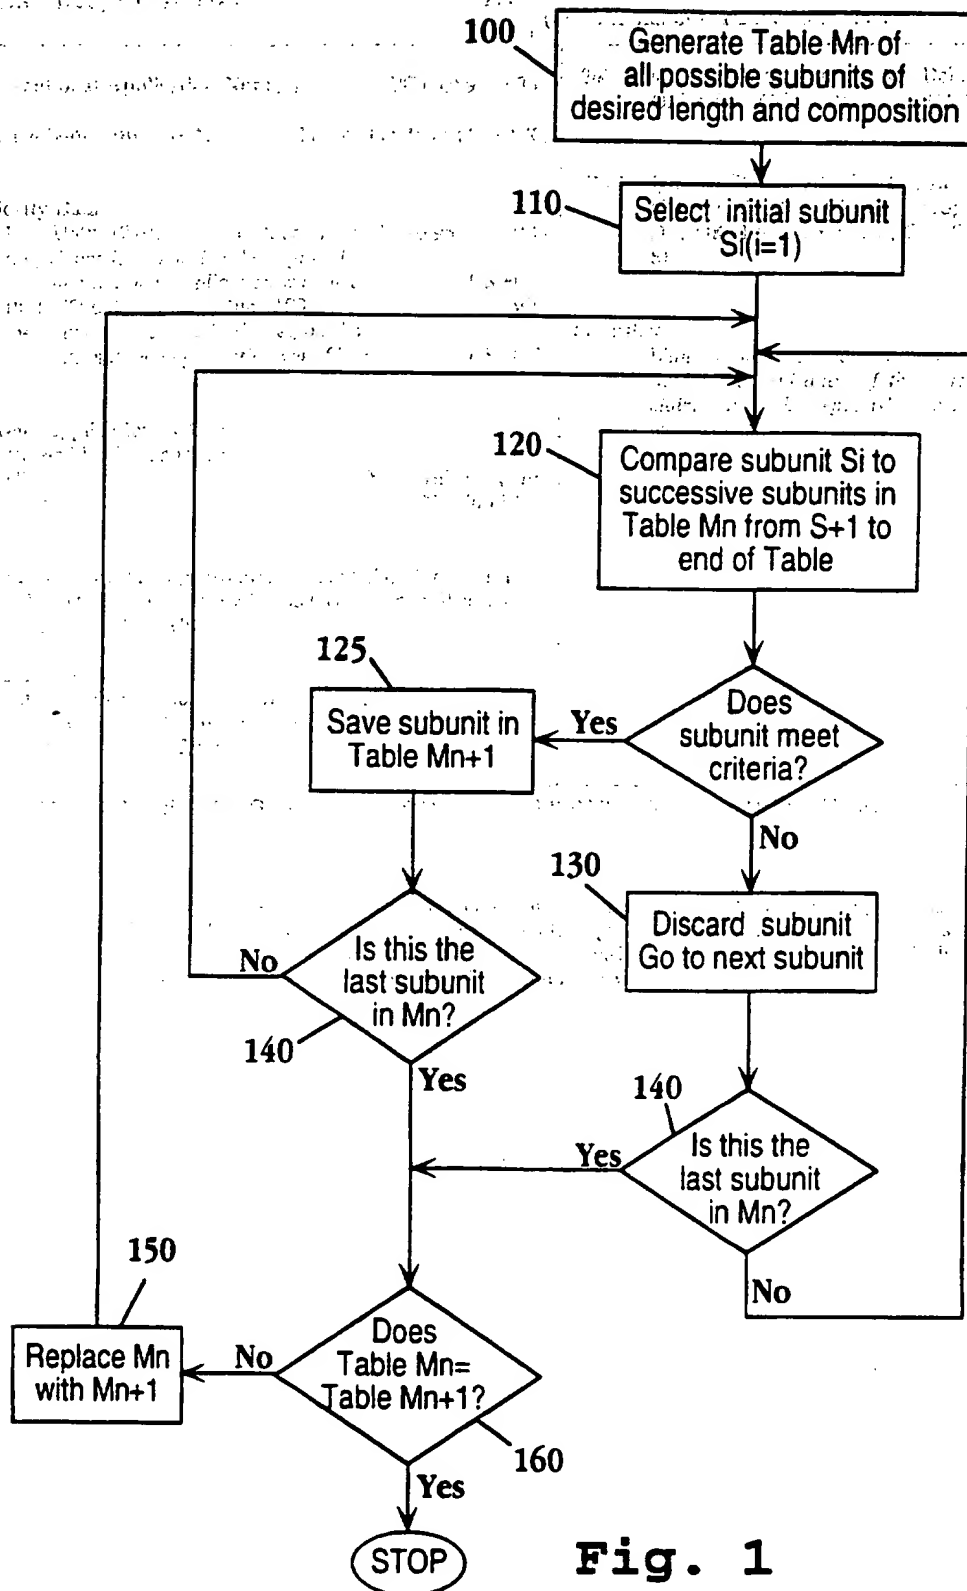 100
Generate Table Mn of
all possible subunits of
desired length and composition
110
Select initial subunit
Si(i=1)
120
Compare subunit Si to
successive subunits in
Table Mn from S+1 to
end of Table
125
Save subunit in
Table Mn+1
Yes
Does
subunit meet
criteria?
No
130
Discard subunit
Go to next subunit
No
Is this the
last subunit
in Mn?
140
Yes
140
Yes
Is this the
last subunit
in Mn?
No
150
Replace Mn
with Mn+1
No
Does
Table Mn=
Table Mn+1?
160
Yes
STOP
Fig. 1